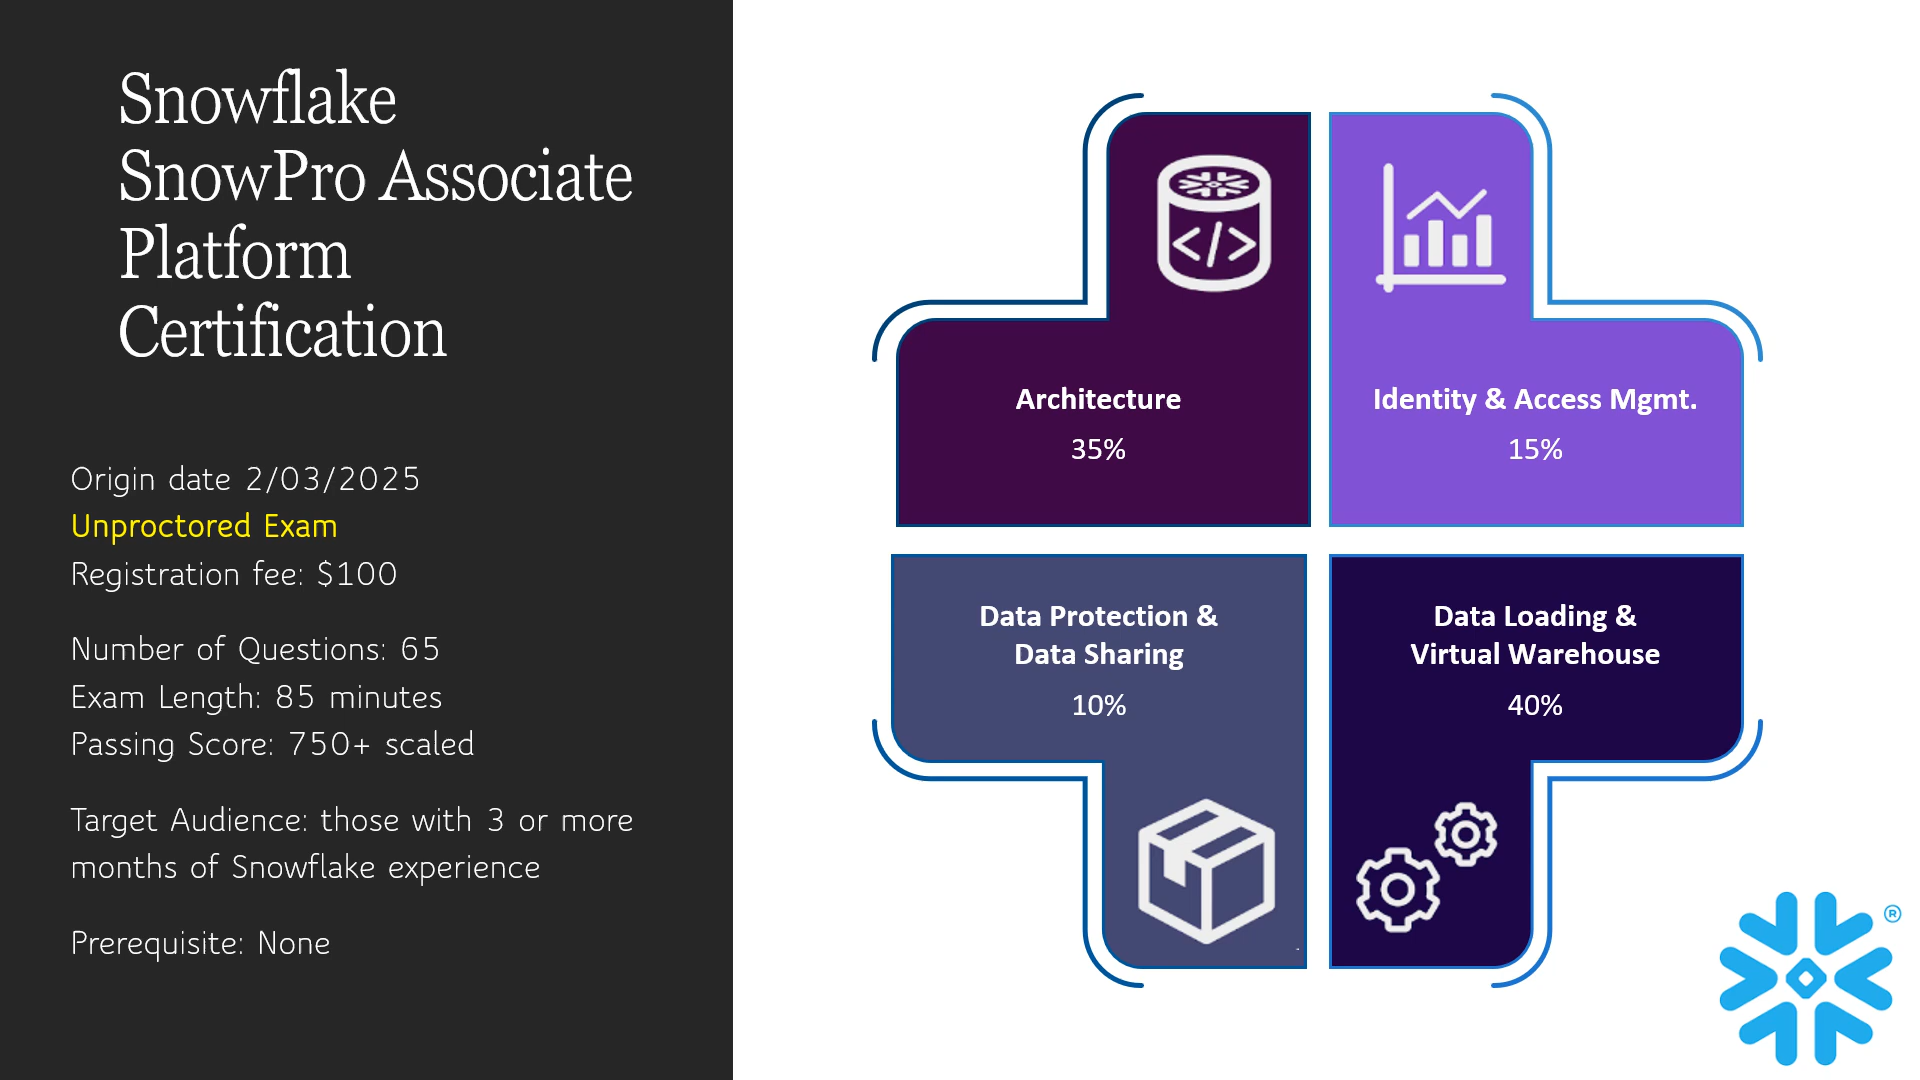 Snowflake
SnowPro Associate
Platform
Certification
Origin date 2/03/2025
Unproctored Exam
Registration fee: $100
Number of Questions: 65
Exam Length: 85 minutes
Passing Score: 750+ scaled
Target Audience: those with 3 or more
months of Snowflake experience
Prerequisite: None
</>
Architecture
35%
Identity & Access Mgmt.
15%
Data Protection &
Data Sharing
10%
Data Loading &
Virtual Warehouse
40%
®